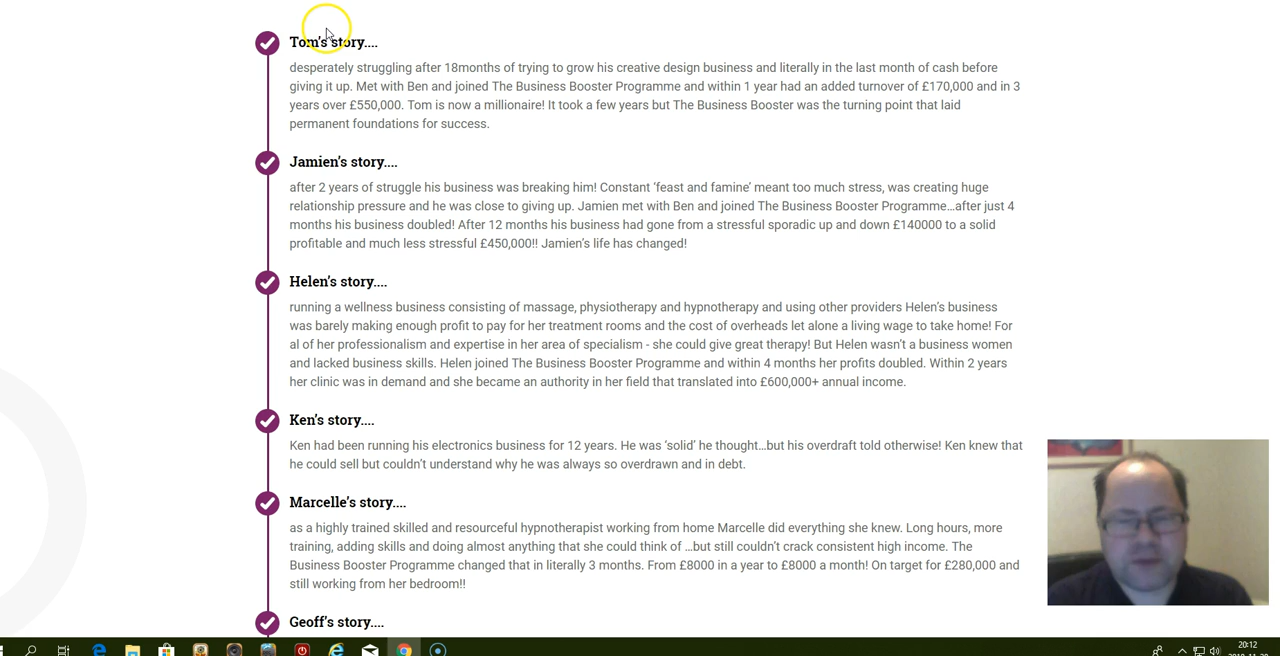 Tom's story....
desperately struggling after 18months of trying to grow his creative design business and literally in the last month of cash before
giving it up. Met with Ben and joined The Business Booster Programme and within 1 year had an added turnover of £170,000 and in 3
years over £550,000. Tom is now a millionaire! It took a few years but The Business Booster was the turning point that laid
permanent foundations for success.
Jamien's story....
after 2 years of struggle his business was breaking him! Constant ‘feast and famine’ meant too much stress, was creating huge
relationship pressure and he was close to giving up. Jamien met with Ben and joined The Business Booster Programme…after just 4
months his business doubled! After 12 months his business had gone from a stressful sporadic up and down £140000 to a solid
profitable and much less stressful £450,000!! Jamien’s life has changed!
Helen’s story....
running a wellness business consisting of massage, physiotherapy and hypnotherapy and using other providers Helen’s business
was barely making enough profit to pay for her treatment rooms and the cost of overheads let alone a living wage to take home! For
al of her professionalism and expertise in her area of specialism - she could give great therapy! But Helen wasn’t a business women
and lacked business skills. Helen joined The Business Booster Programme and within 4 months her profits doubled. Within 2 years
her clinic was in demand and she became an authority in her field that translated into £600,000+ annual income.
Ken’s story....
Ken had been running his electronics business for 12 years. He was ‘solid’ he thought…but his overdraft told otherwise! Ken knew that
he could sell but couldn’t understand why he was always so overdrawn and in debt.
Marcelle’s story....
as a highly trained skilled and resourceful hypnotherapist working from home Marcelle did everything she knew. Long hours, more
training, adding skills and doing almost anything that she could think of …but still couldn’t crack consistent high income. The
Business Booster Programme changed that in literally 3 months. From £8000 in a year to £8000 a month! On target for £280,000 and
still working from her bedroom!!
Geoff’s story....
20:12